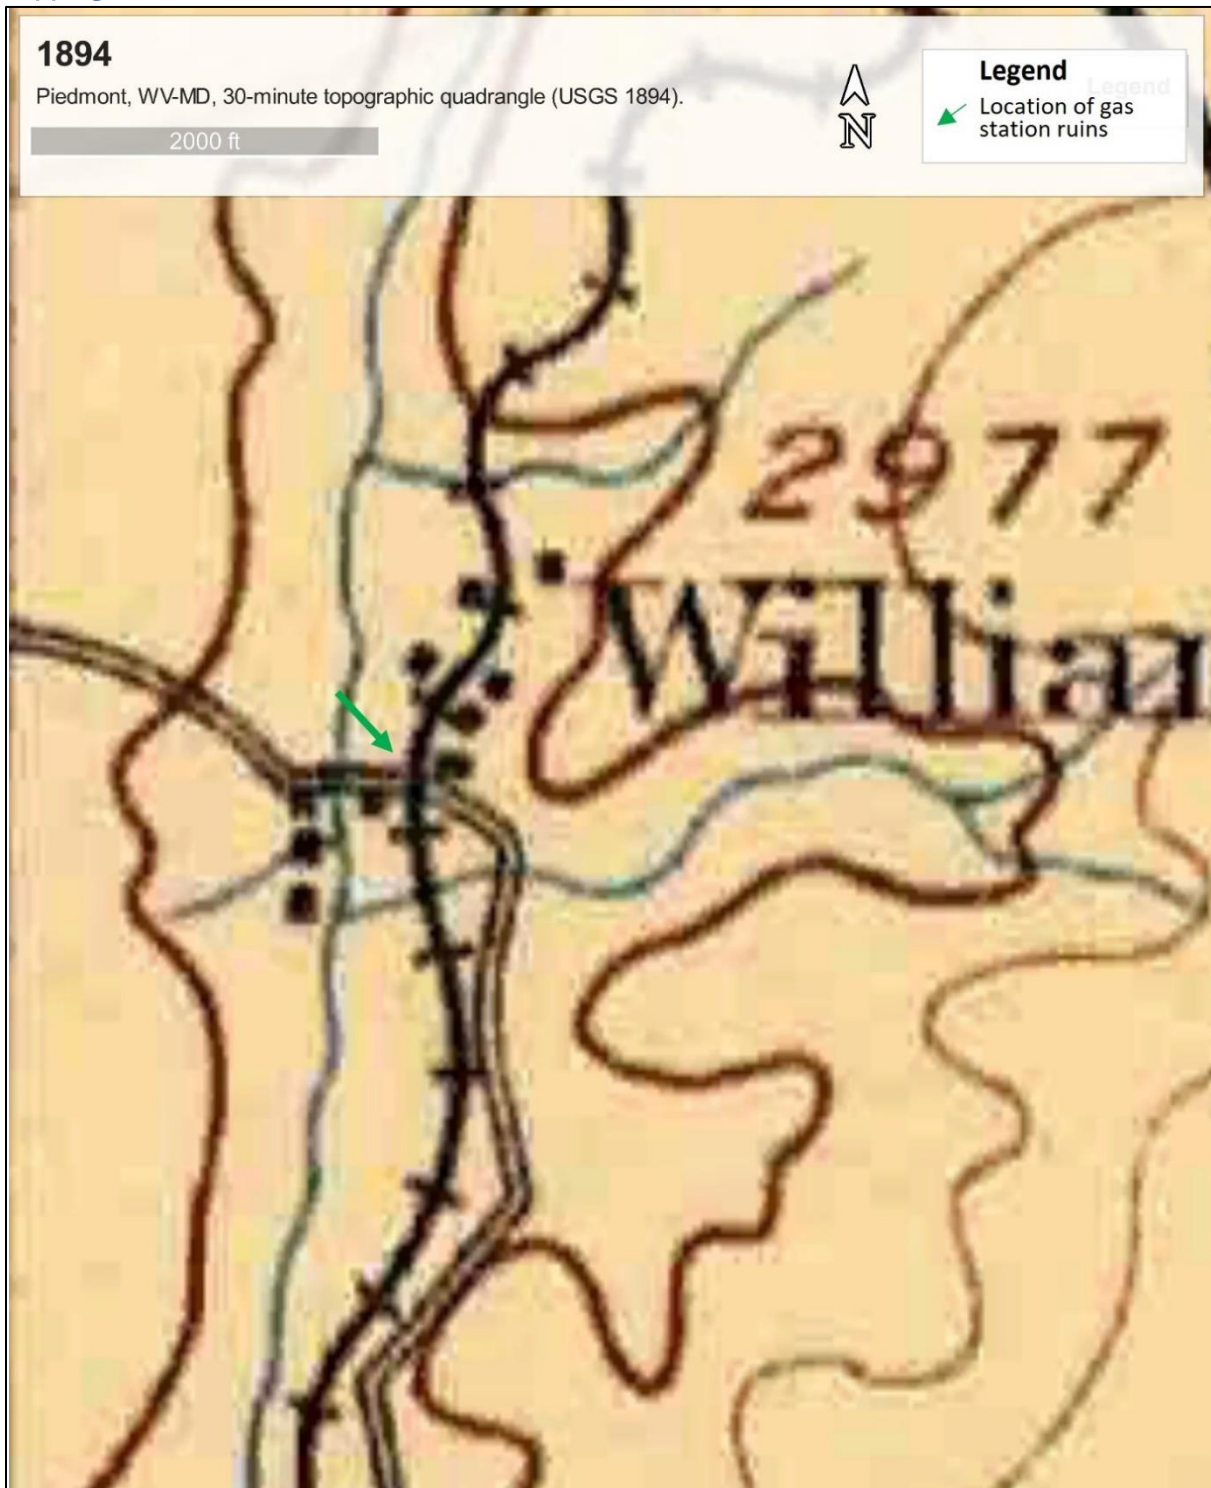 1894
Piedmont, WV-MD, 30-minute topographic quadrangle (USGS 1894).
2000 ft
N
Legend
Legend
Location of gas
station ruins
2977